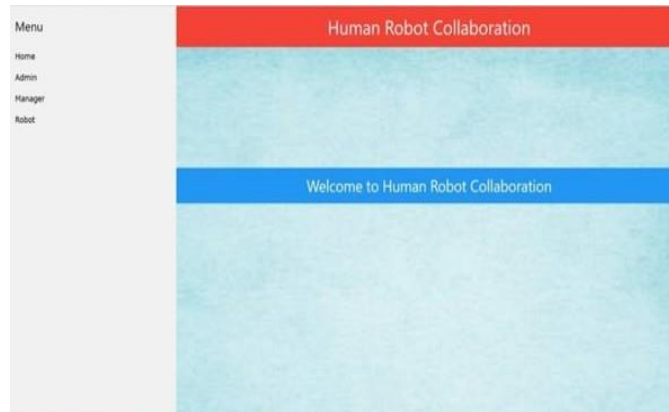 Menu
Home
Admin
Manager
Robot
Human Robot Collaboration
Welcome to Human Robot Collaboration